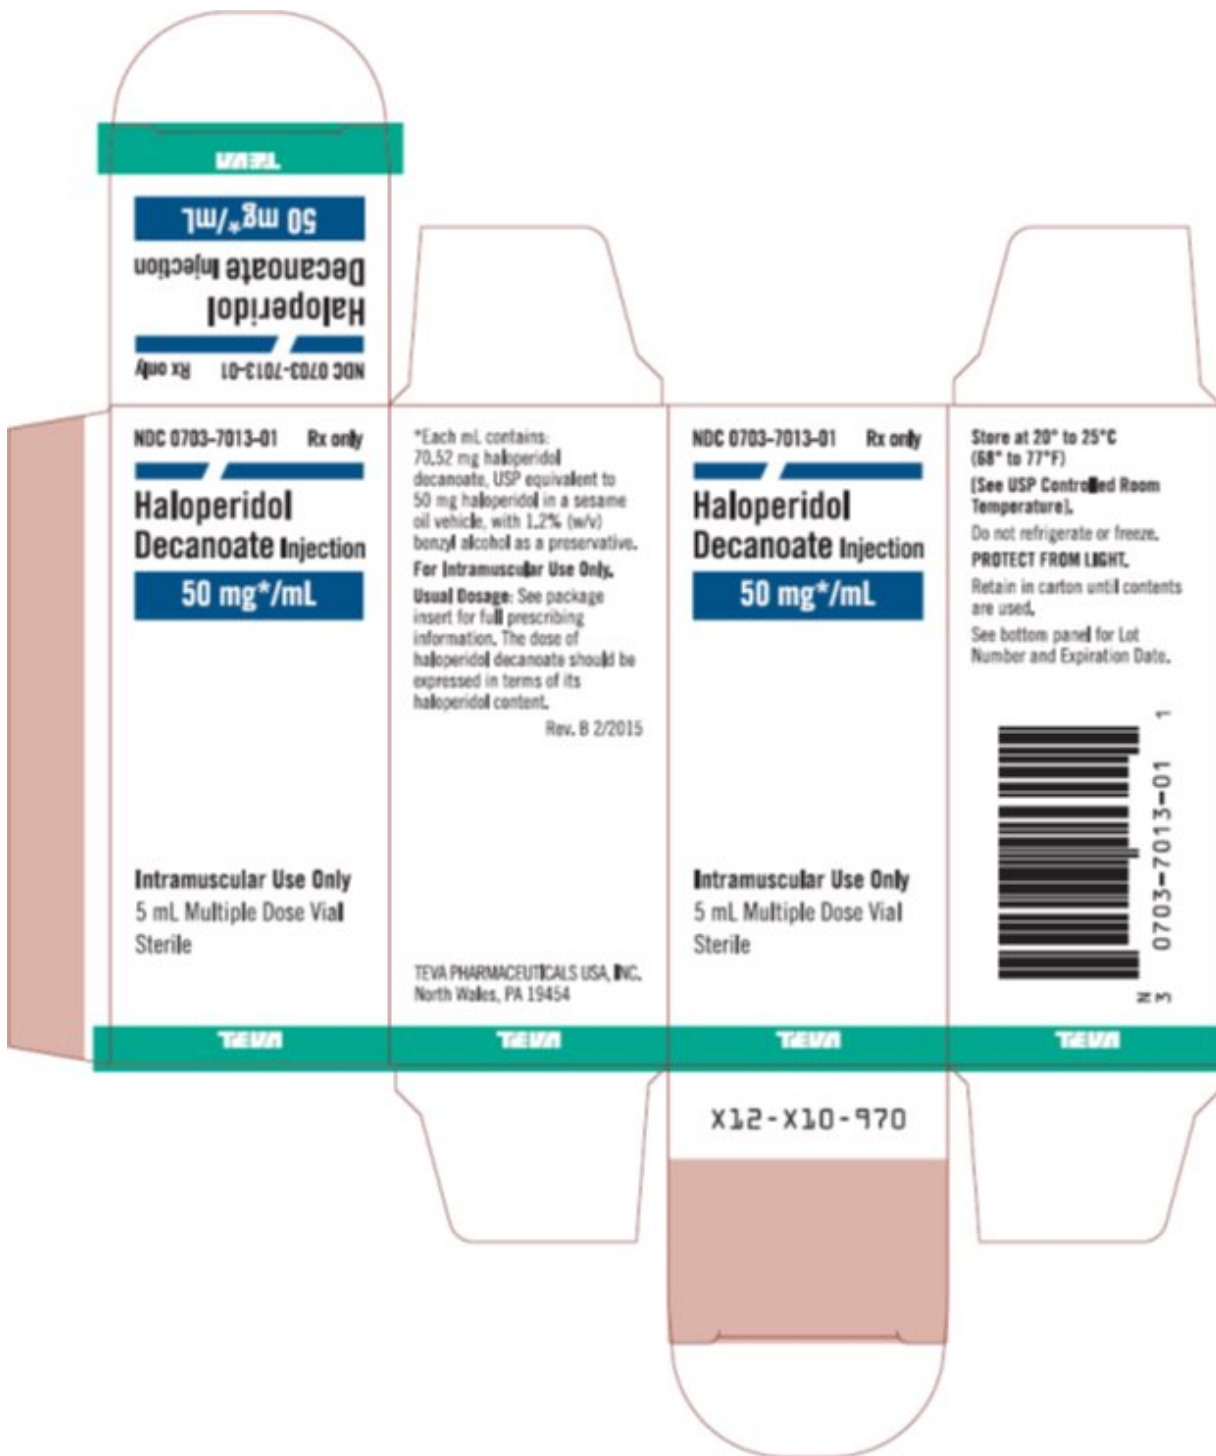 TEVA
50 mg*/mL
Decanoate Injection
Haloperidol
NDC 0703-7013-01 Rx only
NDC 0703-7013-01 Rx only
Haloperidol
Decanoate Injection
50 mg*/mL
Intramuscular Use Only
5 mL Multiple Dose Vial
Sterile
TEVA
*Each mL contains:
70.52 mg haloperidol
decanoate, USP equivalent to
50 mg haloperidol in a sesame
oil vehicle, with 1.2% (w/v)
benzyl alcohol as a preservative.
For Intramuscular Use Only.
Usual Dosage: See package
insert for full prescribing
information. The dose of
haloperidol decanoate should be
expressed in terms of its
haloperidol content.
Rev. B 2/2015
TEVA PHARMACEUTICALS USA, INC.
North Wales, PA 19454
TEVA
NDC 0703-7013-01 Rx only
Haloperidol
Decanoate Injection
50 mg*/mL
Intramuscular Use Only
5 mL Multiple Dose Vial
Sterile
TEVA
X12-X10-970
Store at 20° to 25°C
(68° to 77°F)
[See USP Controlled Room
Temperature].
Do not refrigerate or freeze.
PROTECT FROM LIGHT.
Retain in carton until contents
are used.
See bottom panel for Lot
Number and Expiration Date.
N
3 0703-7013-01 1
TEVA